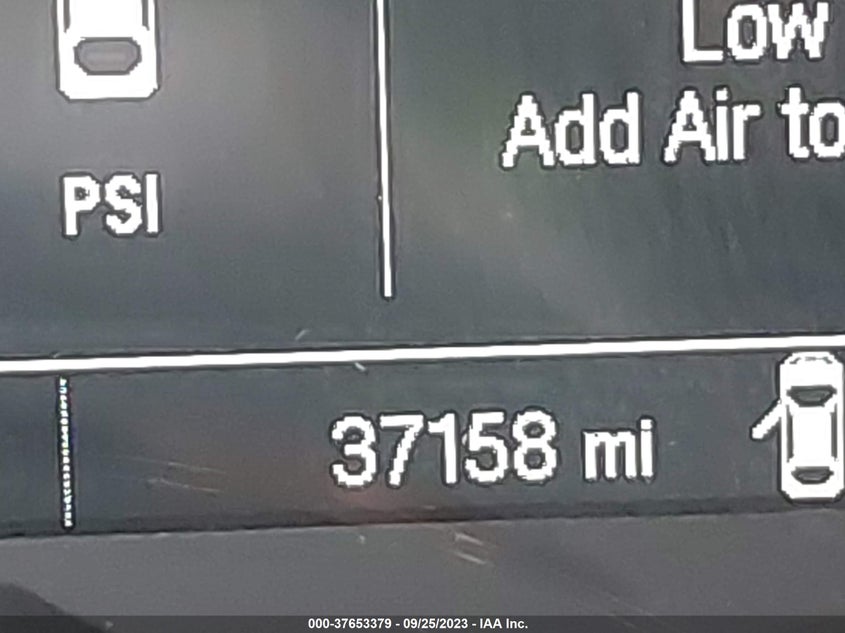 Low
Add Air to
PSI
37158 mi
000-37653379 - 09/25/2023 - IAA Inc.